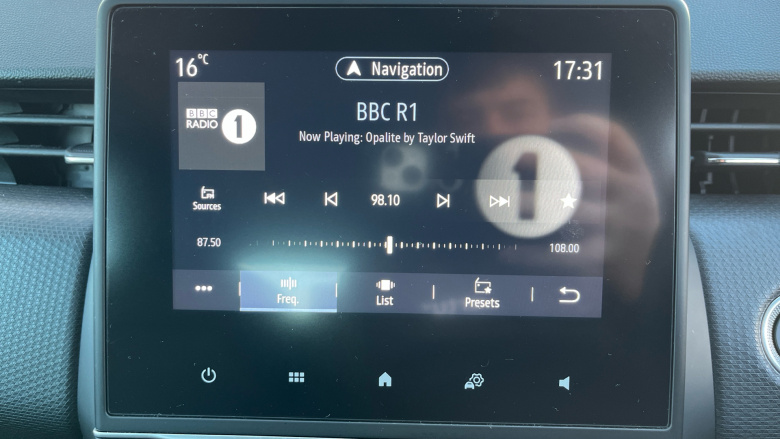 16°C
Navigation
17:31
BBC
RADIO 1
BBC R1
Now Playing: Opalite by Taylor Swift
1
Sources
98.10
87.50
108.00
Freq.
List
Presets